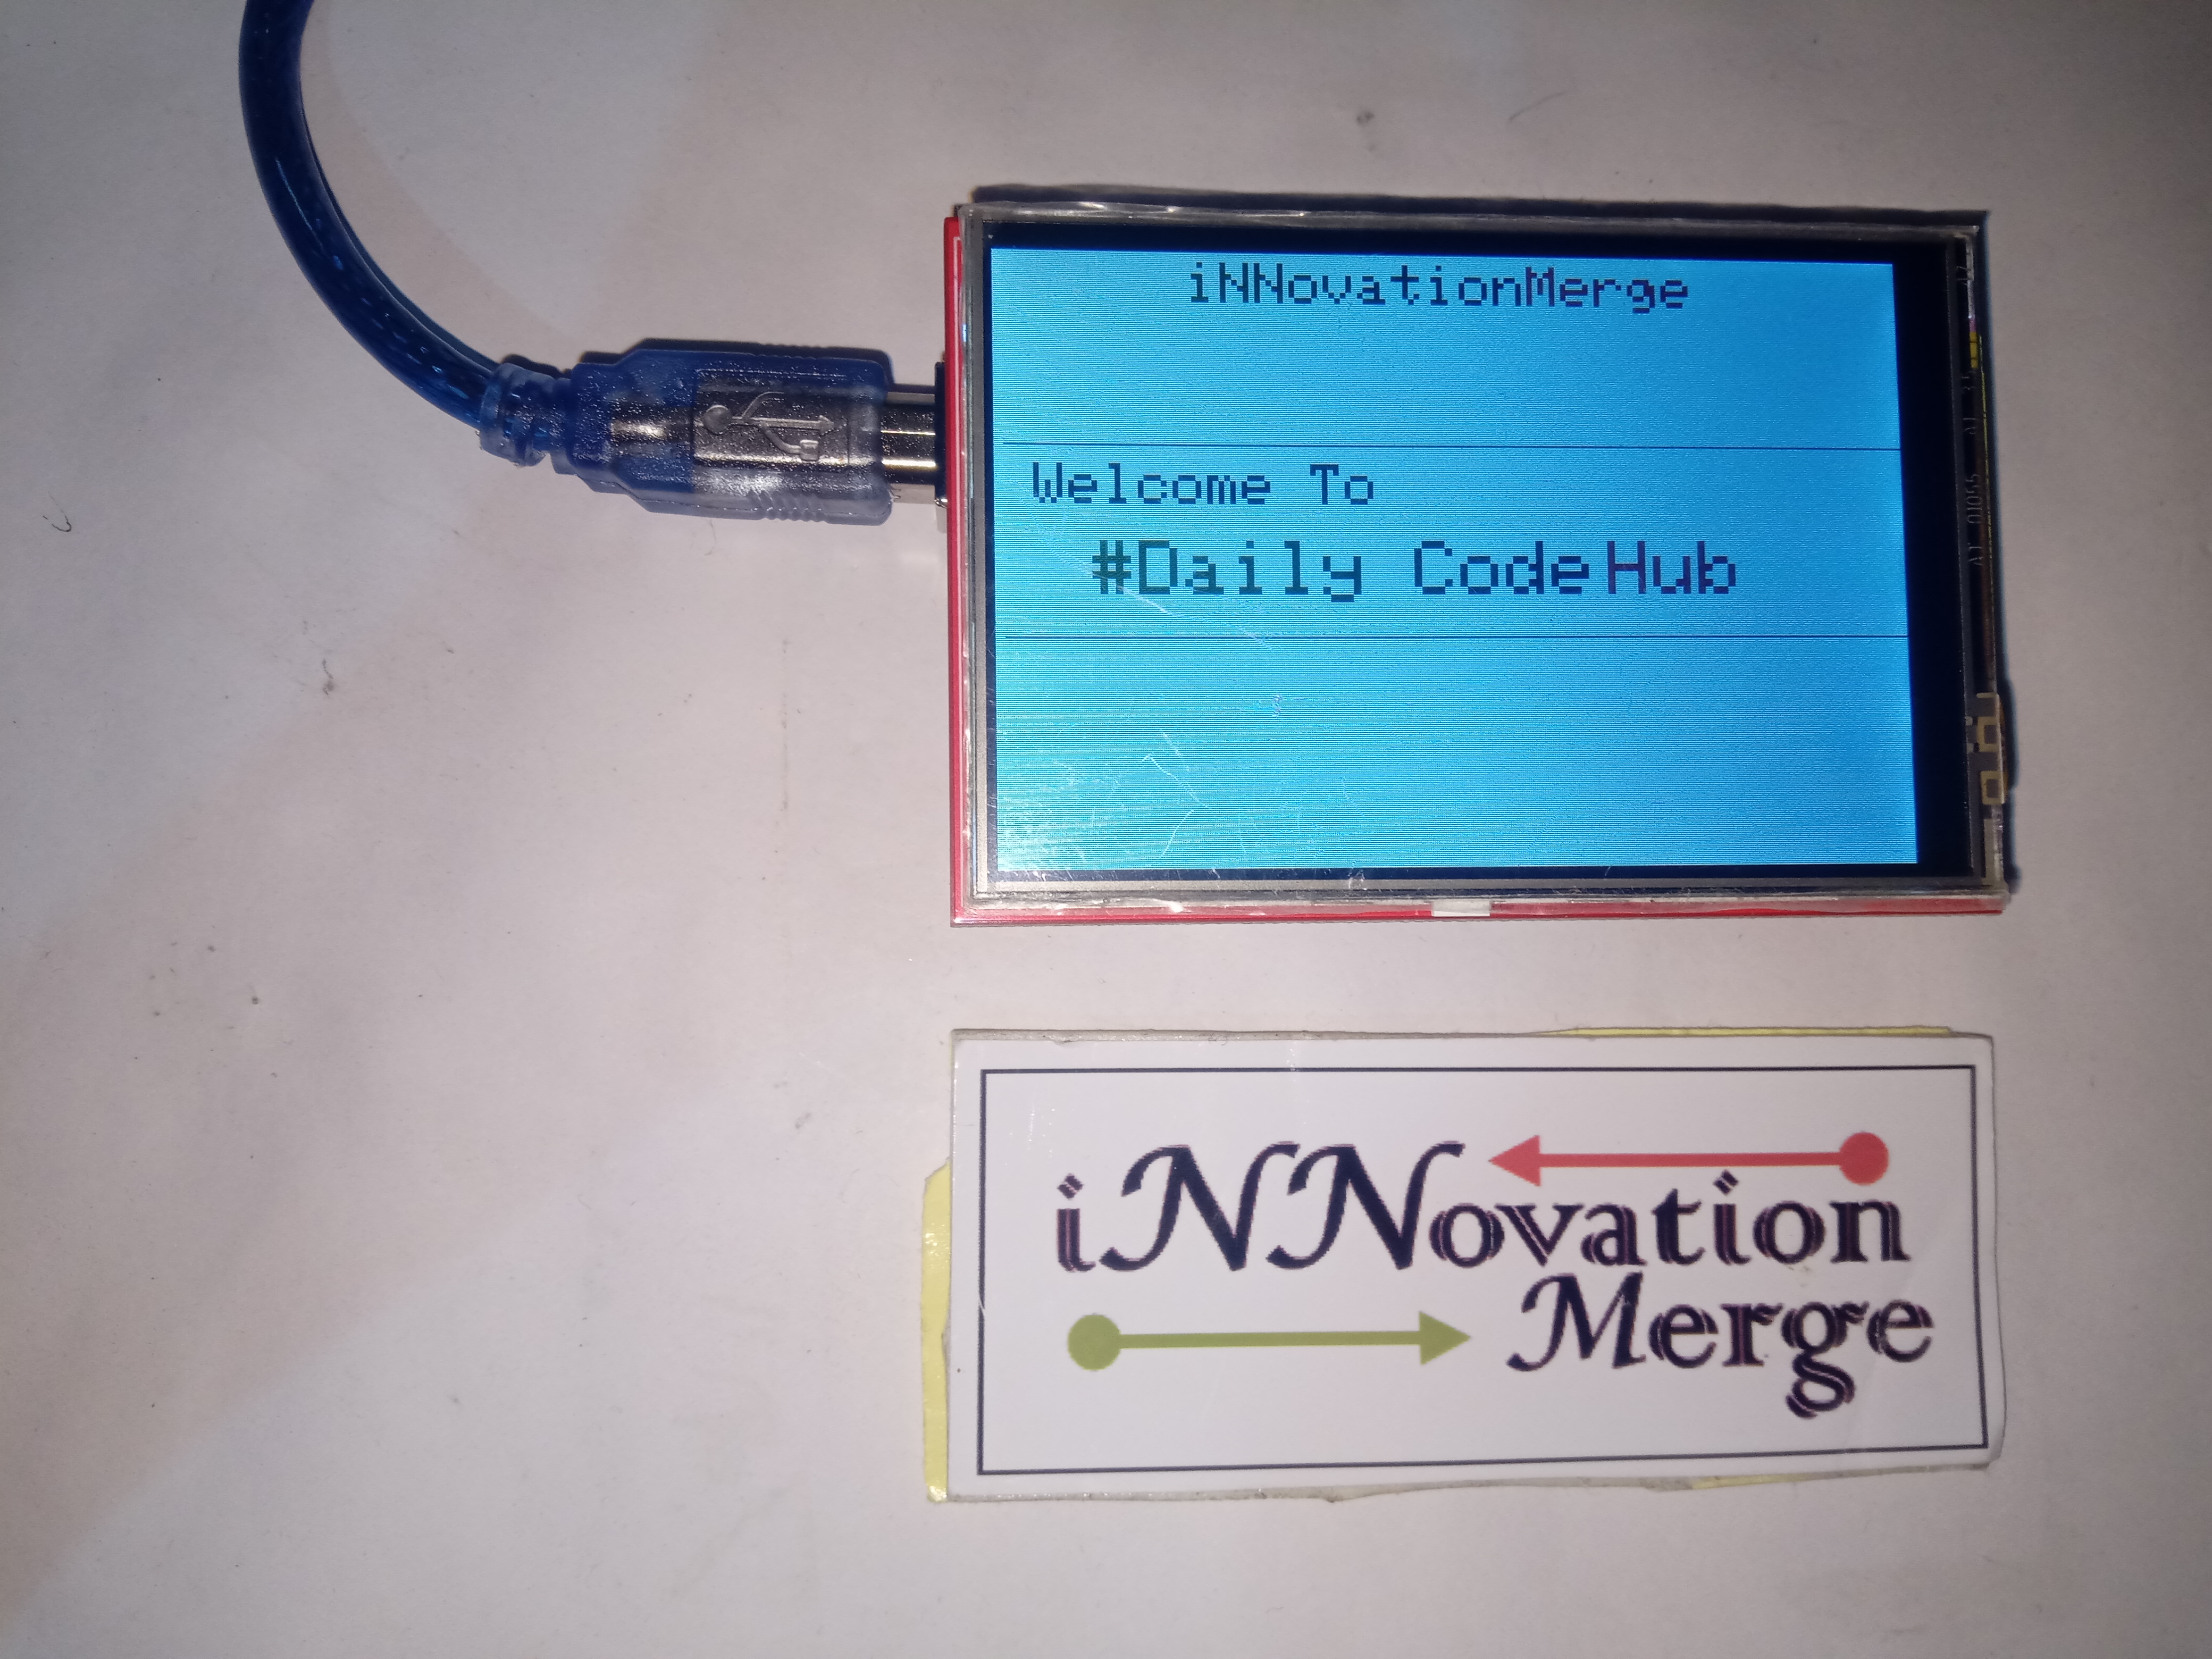 iNNovationMerge
Welcome To
#Daily CodeHub
iNNovation
Merge